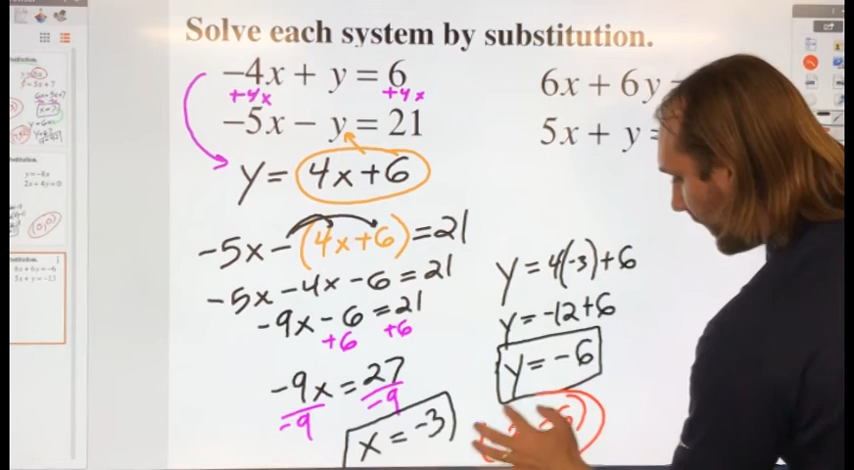 Solve each system by substitution.
-4x + y = 6
+4x +4x
-5x - y = 21
y = 4x+6
-5x-(4x+6)=21
-5x-4x-6=21
-9x-6=21
+6 +6
-9x=27
-9 -9
x=-3
6x + 6y
5x + y =
y=4(-3)+6
y=-12+6
y=-6